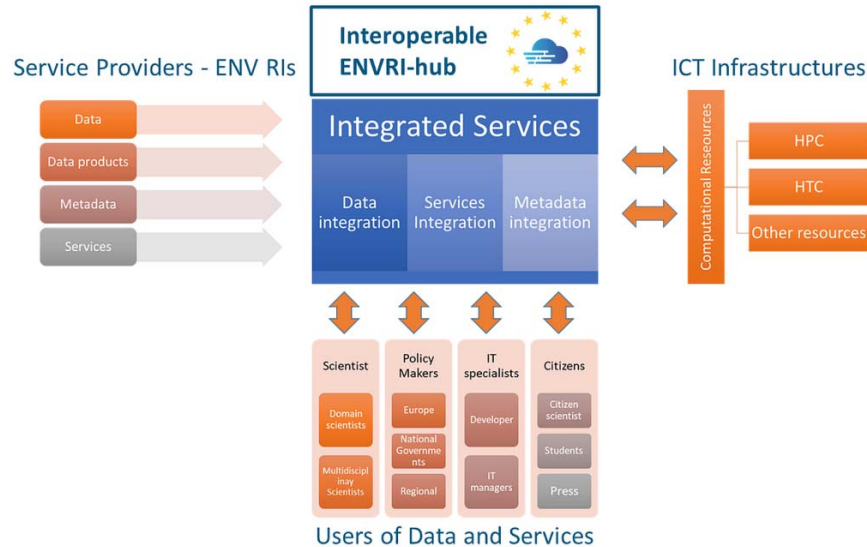 Interoperable
ENVRI-hub
Service Providers - ENV RIs
ICT Infrastructures
Data
Data products
Metadata
Services
Integrated Services
Data
integration
Services
Integration
Metadata
integration
Computational Reseources
HPC
HTC
Other resources
Scientist
Domain
scientists
Multidiscipl
inay
Scientists
Policy
Makers
Europe
National
Governme
nts
Regional
IT
specialists
Developer
IT
managers
Citizens
Citizen
scientist
Students
Press
Users of Data and Services